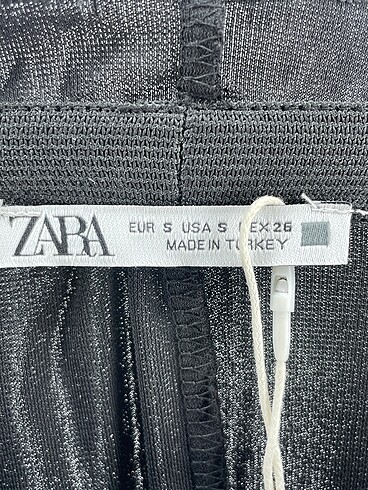 ZARA
EUR S USA S MEX 26
MADE IN TURKEY